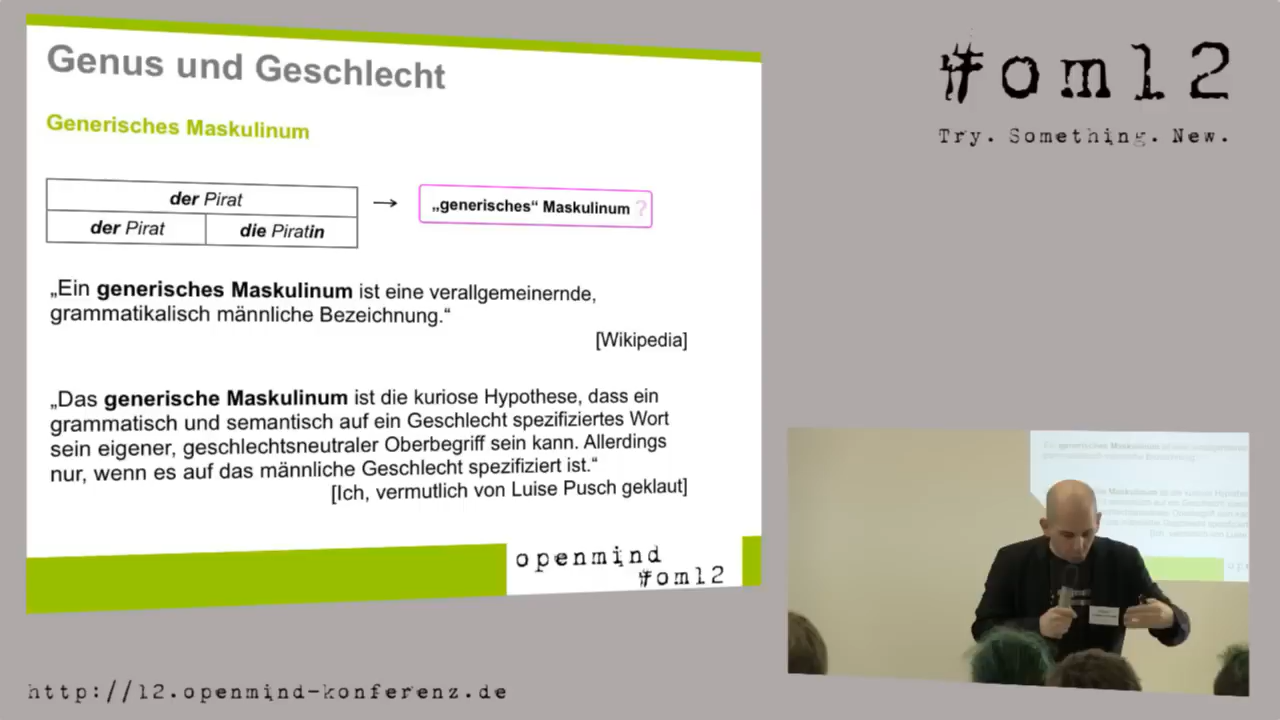 Genus und Geschlecht
#om12
Try. Something. New.
Generisches Maskulinum
der Pirat
der Pirat die Piratin
→ „generisches“ Maskulinum ?
„Ein generisches Maskulinum ist eine verallgemeinernde,
grammatikalisch männliche Bezeichnung.“
[Wikipedia]
„Das generische Maskulinum ist die kuriose Hypothese, dass ein
grammatisch und semantisch auf ein Geschlecht spezifiziertes Wort
sein eigener, geschlechtsneutraler Oberbegriff sein kann. Allerdings
nur, wenn es auf das männliche Geschlecht spezifiziert ist.“
[Ich, vermutlich von Luise Pusch geklaut]
openmind
#om12
http://12.openmind-konferenz.de